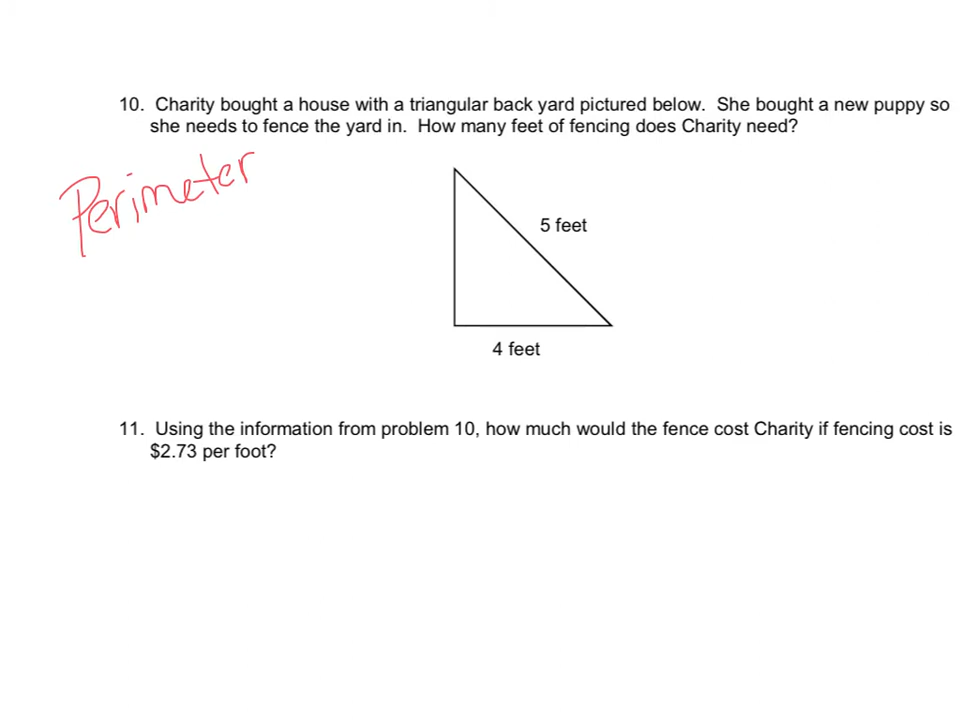 10. Charity bought a house with a triangular back yard pictured below. She bought a new puppy so
she needs to fence the yard in. How many feet of fencing does Charity need?
Perimeter
5 feet
4 feet
11. Using the information from problem 10, how much would the fence cost Charity if fencing cost is
$2.73 per foot?